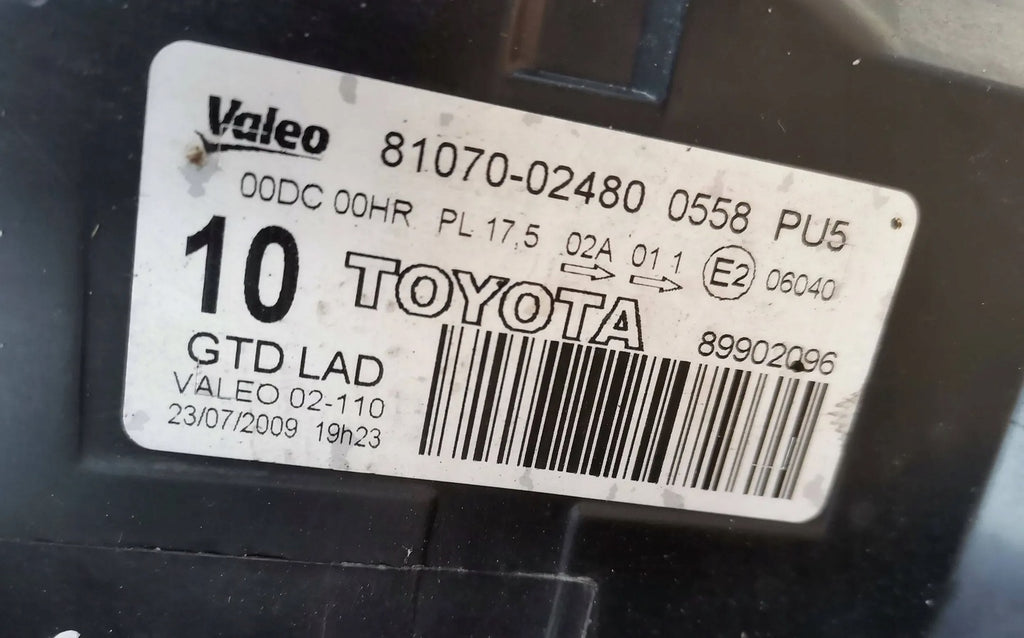 Valeo 81070-02480 0558 PU5
00DC 00HR PL 17,5 02A 01 1 E2 06040
10 TOYOTA
89902096
GTD LAD
VALEO 02-110
23/07/2009 19h23